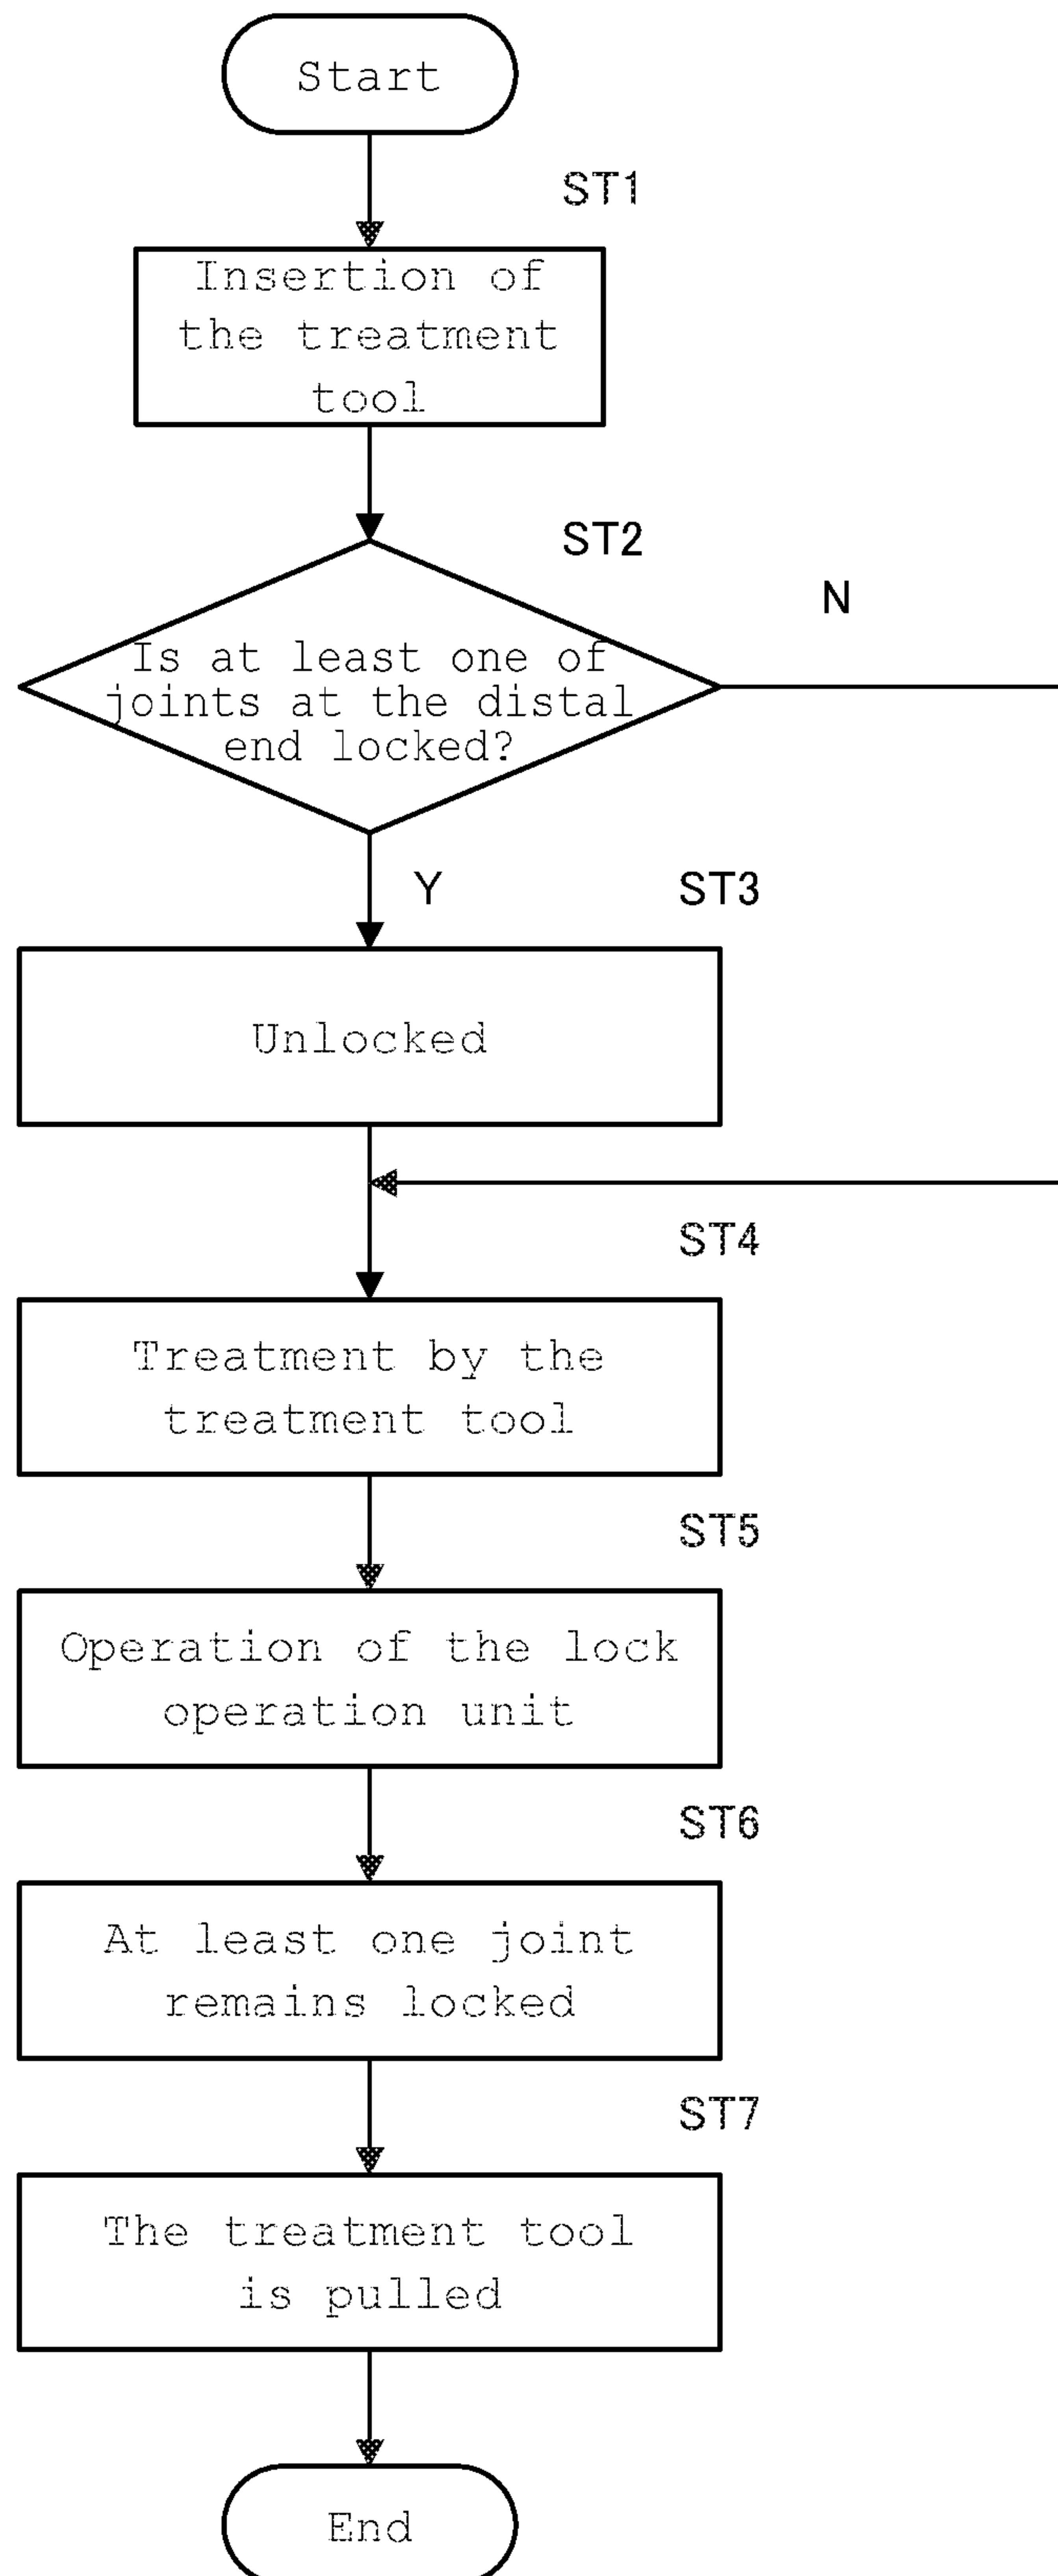 Start
ST1
Insertion of
the treatment
tool
ST2
N
Is at least one of
joints at the distal
end locked?
Y
ST3
Unlocked
ST4
Treatment by the
treatment tool
ST5
Operation of the lock
operation unit
ST6
At least one joint
remains locked
ST7
The treatment tool
is pulled
End